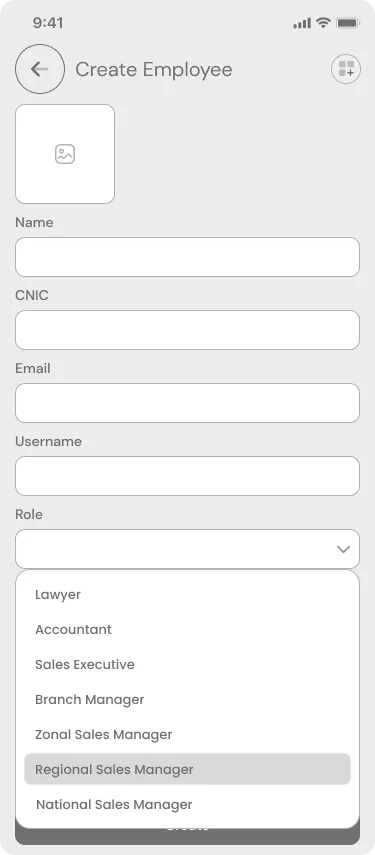 9:41
Create Employee
Name
CNIC
Email
Username
Role
Lawyer
Accountant
Sales Executive
Branch Manager
Zonal Sales Manager
Regional Sales Manager
National Sales Manager